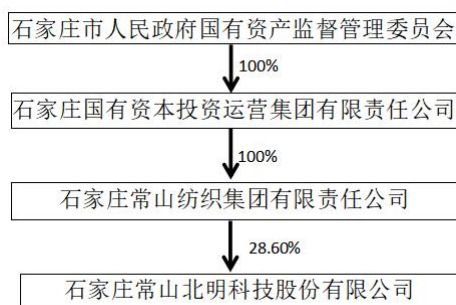 石家庄市人民政府国有资产监督管理委员会
100%
石家庄国有资本投资运营集团有限责任公司
100%
石家庄常山纺织集团有限责任公司
28.60%
石家庄常山北明科技股份有限公司